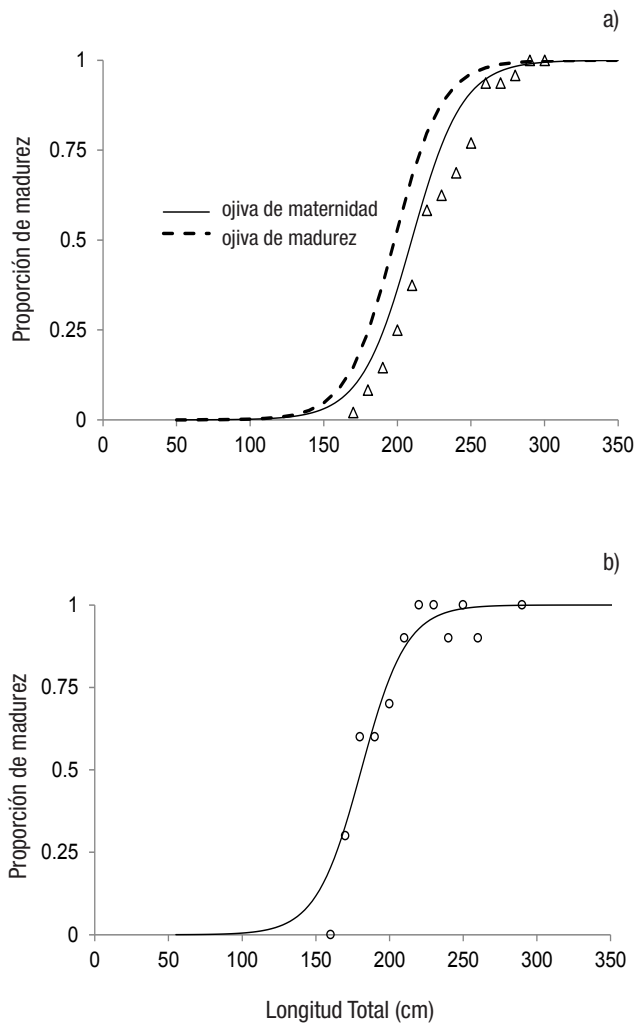 a)
1
0.75
0.5
0.25
0
Proporción de madurez
ojiva de maternidad
ojiva de madurez
0 50 100 150 200 250 300 350
b)
1
0.75
0.5
0.25
0
Proporción de madurez
0 50 100 150 200 250 300 350
Longitud Total (cm)